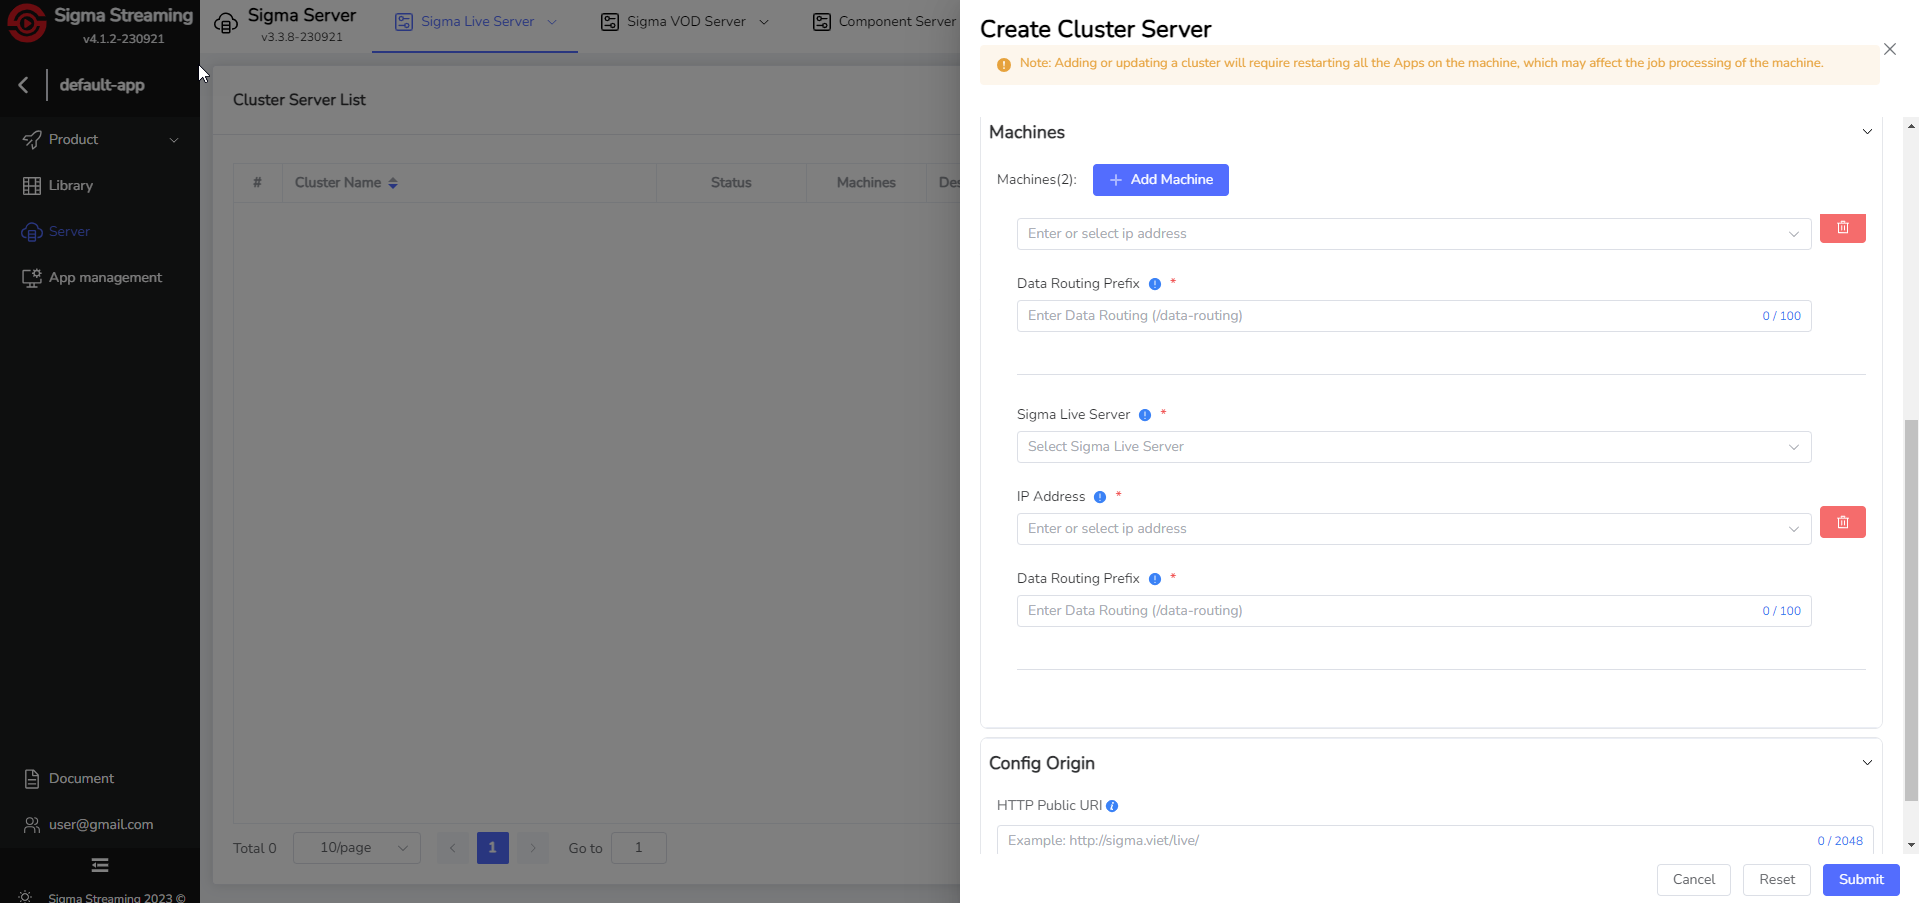 Sigma Streaming
v4.1.2-230921
default-app
Product
Library
Server
App management
Document
user@gmail.com
Sigma Streaming 2023 ©
Sigma Server
v3.3.8-230921
Sigma Live Server
Sigma VOD Server
Component Server
Cluster Server List
# Cluster Name Status Machines Des
Total 0 10/page 1 Go to 1
Create Cluster Server
Note: Adding or updating a cluster will require restarting all the Apps on the machine, which may affect the job processing of the machine.
Machines
Machines(2): Add Machine
Enter or select ip address
Data Routing Prefix *
Enter Data Routing (/data-routing) 0 / 100
Sigma Live Server *
Select Sigma Live Server
IP Address *
Enter or select ip address
Data Routing Prefix *
Enter Data Routing (/data-routing) 0 / 100
Config Origin
HTTP Public URI
Example: http://sigma.viet/live/ 0 / 2048
Cancel Reset Submit